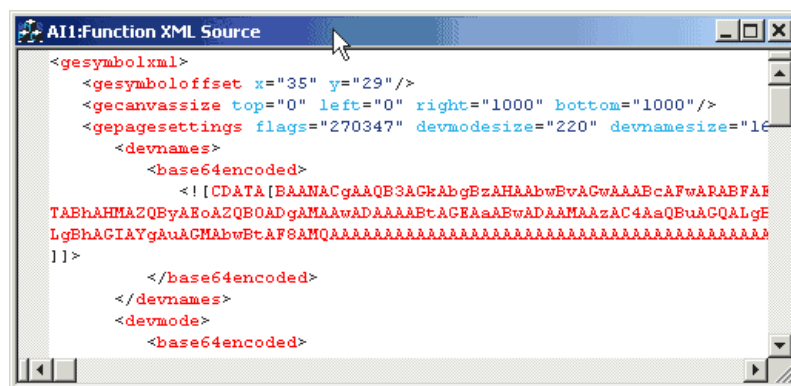 AI1:Function XML Source
<gesymbolxml>
<gesymboloffset x="35" y="29"/>
<gecanvassize top="0" left="0" right="1000" bottom="1000"/>
<gepagesettings flags="270347" devmodesize="220" devnamesize="16
<devnames>
<base64encoded>
<![CDATA[BAANACgAAQB3AGkAbgBzAHAAbwBvAGwAAABcAFwARABFAE
TABhAHMAZQByAEoAZQB0ADgAMAAwADAAAABtAGEAaABwADAAMAAzAC4AaQBuAGQALgB
LgBhAGIAYgAuAGMAbwBtAF8AMQAAAAAAAAAAAAAAAAAAAAAAAAAAAAAAAAAAAAAAAAA
]]>
</base64encoded>
</devnames>
<devmode>
<base64encoded>